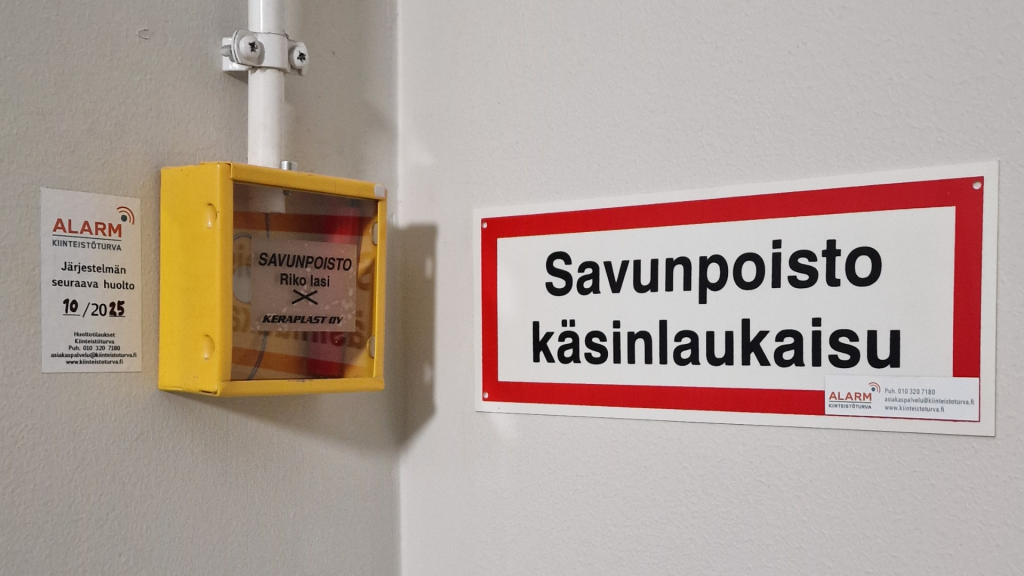 ALARM
KIINTEISTÖTURVA
Järjestelmän
seuraava huolto
10 / 2025
Huoltotilaukset
Kiinteistöturva
Puh. 010 320 7180
asiakaspalvelu@kiinteistoturva.fi
www.kiinteistoturva.fi
SAVUNPOISTO
Riko lasi
KERAPLAST OY
Savunpoisto
käsinlaukaisu
ALARM
KIINTEISTÖTURVA
Puh. 010 320 7180
asiakaspalvelu@kiinteistoturva.fi
www.kiinteistoturva.fi